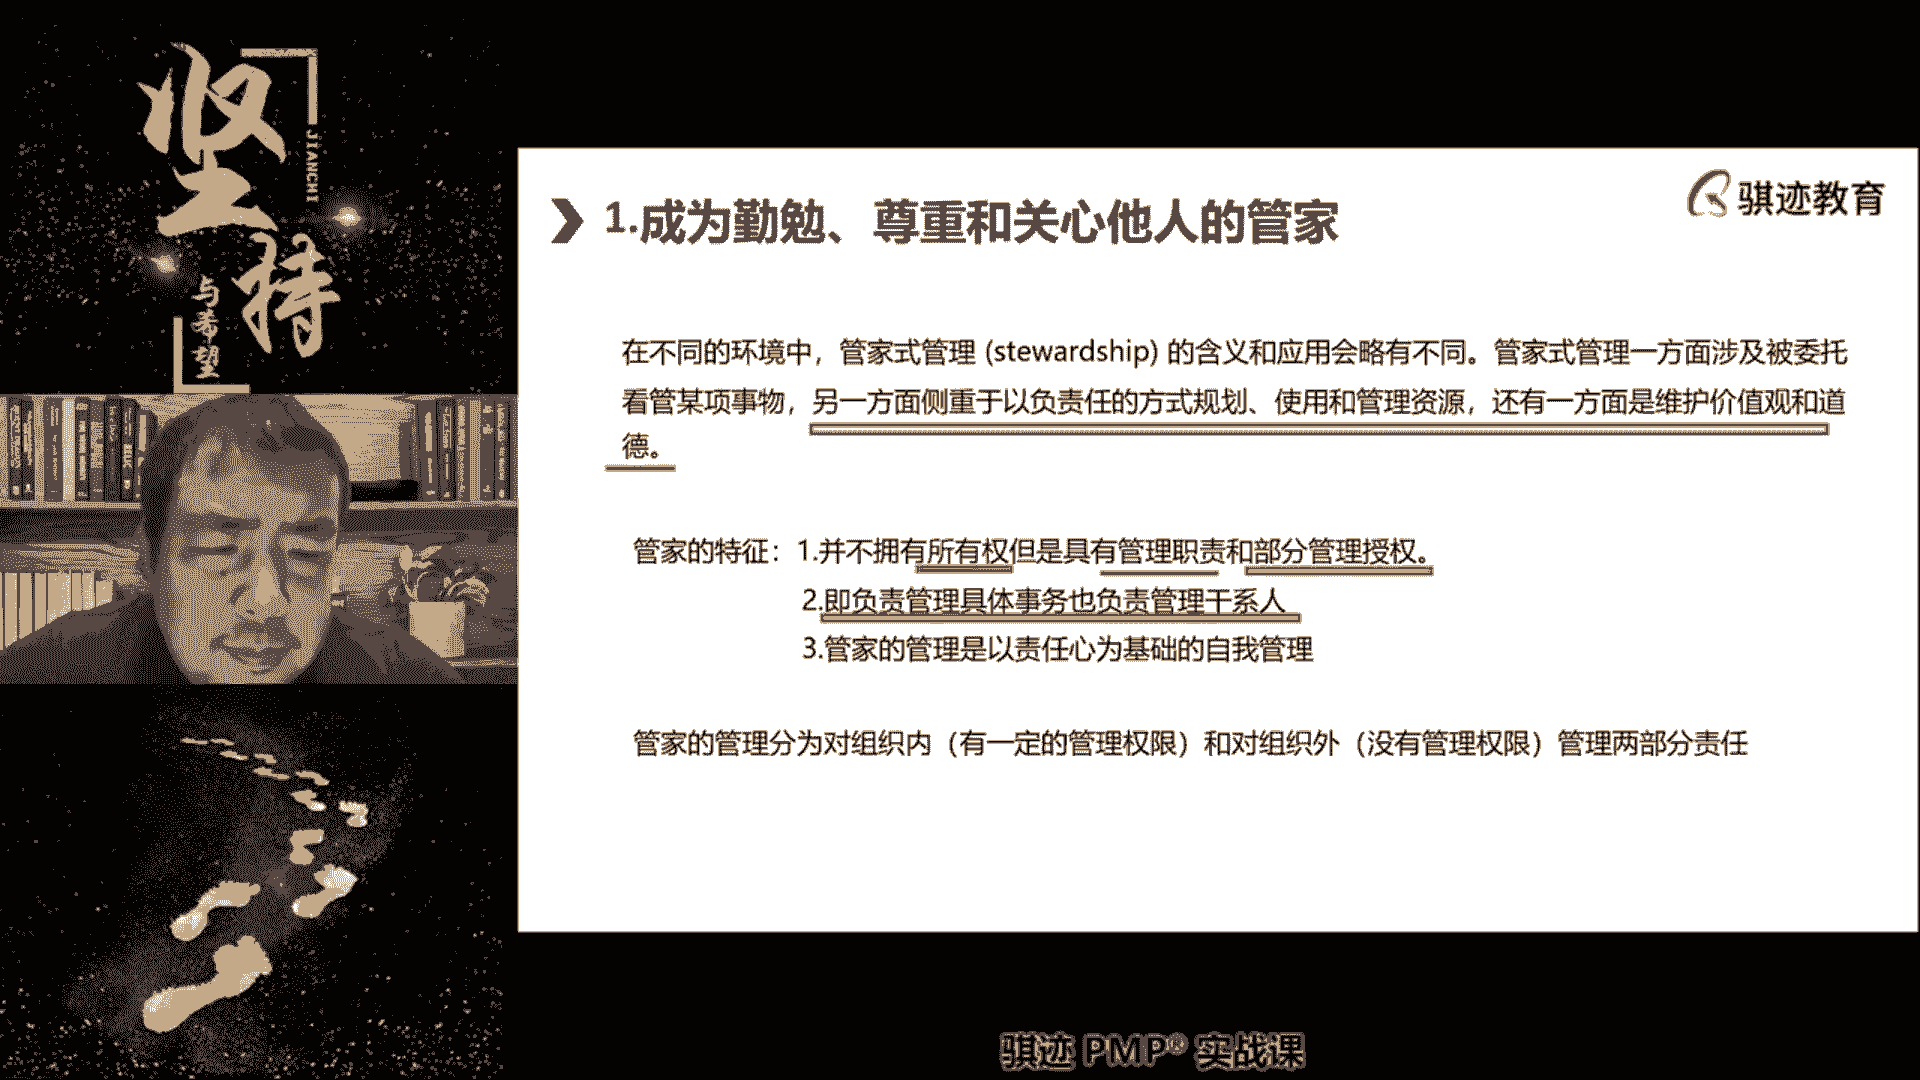 坚持
JIANCHI
与希望
骐迹教育
1.成为勤勉、尊重和关心他人的管家
在不同的环境中，管家式管理 (stewardship) 的含义和应用会略有不同。管家式管理一方面涉及被委托
看管某项事物，另一方面侧重于以负责任的方式规划、使用和管理资源，还有一方面是维护价值观和道
德。
管家的特征：1.并不拥有所有权但是具有管理职责和部分管理授权。
2.即负责管理具体事务也负责管理干系人
3.管家的管理是以责任心为基础的自我管理
管家的管理分为对组织内（有一定的管理权限）和对组织外（没有管理权限）管理两部分责任
骐迹 PMP® 实战课